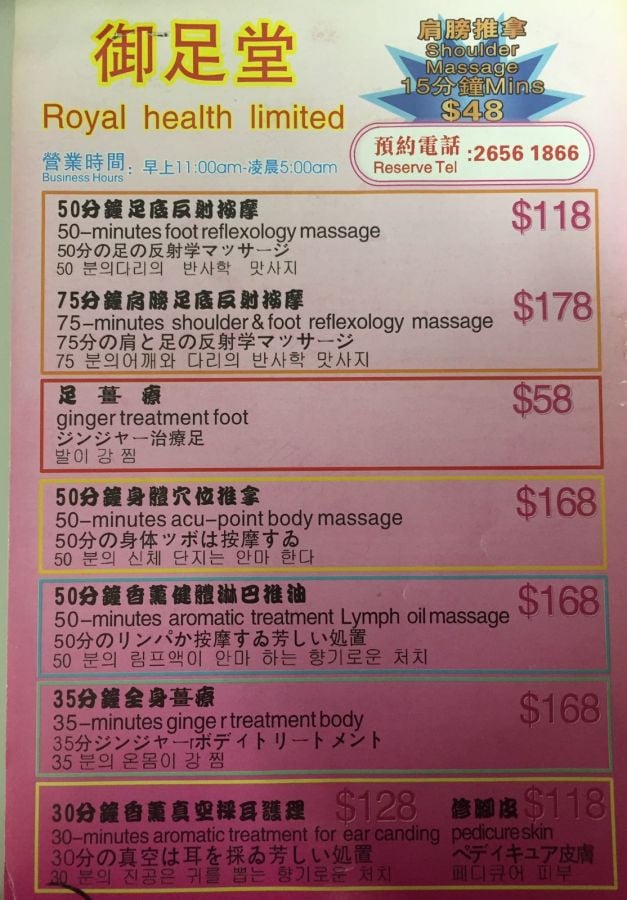 御足堂
Royal health limited
肩膀推拿
Shoulder
Massage
15分鐘Mins
$48
預約電話
Reserve Tel
:2656 1866
營業時間:
Business Hours
早上11:00am-凌晨5:00am
50分鐘足底反射按摩 $118
50-minutes foot reflexology massage
50分の足の反射学マッサージ
50 분의다리의 반사학 맛사지
75分鐘肩膀足底反射按摩 $178
75-minutes shoulder & foot reflexology massage
75分の肩と足の反射学マッサージ
75 분의어깨와 다리의 반사학 맛사지
足薑療 $58
ginger treatment foot
ジンジャー治療足
발이 강 찜
50分鐘身體穴位推拿 $168
50-minutes acu-point body massage
50分の身体ツボは按摩すゐ
50 분의 신체 단지는 안마 한다
50分鐘香薰健體淋巴推油 $168
50-minutes aromatic treatment Lymph oil massage
50分のリンパか按摩すゐ芳しい処置
50 분의 림프액이 안마 하는 향기로운 처치
35分鐘全身薑療 $168
35-minutes ginge r treatment body
35分ジンジャーボディトリートメント
35 분의 온몸이 강 찜
30分鐘香薰真空採耳護理 $128
30-minutes aromatic treatment for ear canding
30分の真空は耳を採ゐ芳しい処置
30 분의 진공은 귀를 뽑는 향기로운 처치
修腳皮 $118
pedicure skin
ペディキュア皮膚
페디큐어 피부